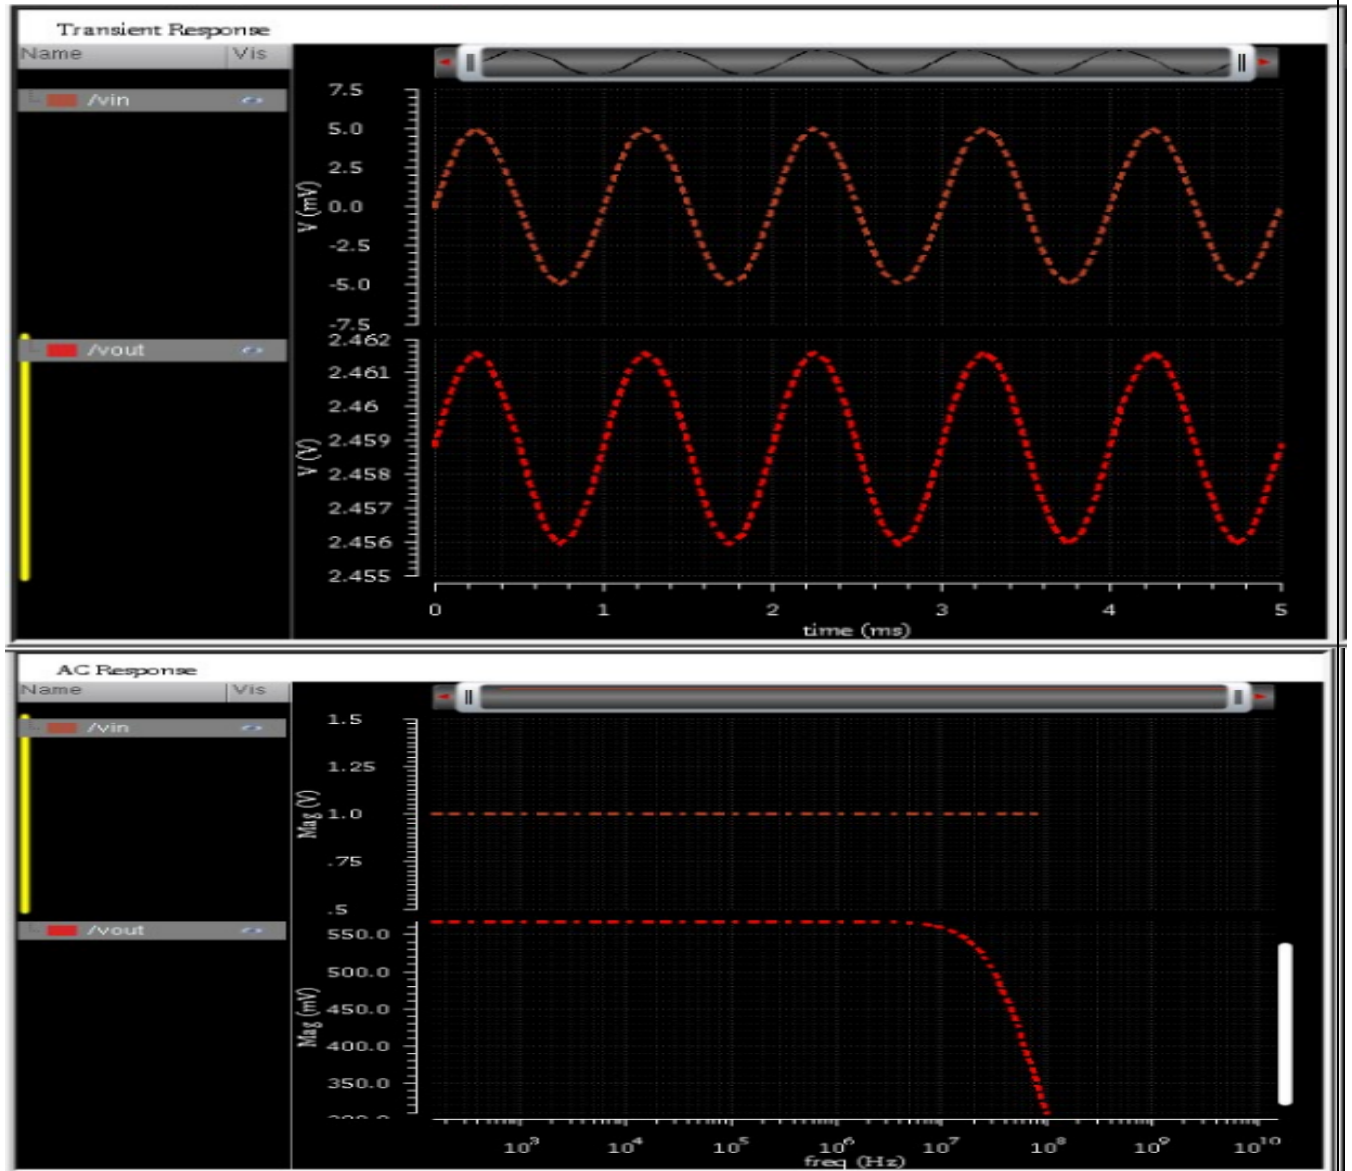 Transient Response
Name Vis
/vin
7.5
5.0
2.5
0.0
-2.5
-5.0
-7.5
V (mV)
/vout
2.462
2.461
2.46
2.459
2.458
2.457
2.456
2.455
V (V)
0 1 2 3 4 5
time (ms)
AC Response
Name Vis
/vin
1.5
1.25
1.0
.75
.5
Mag (V)
/vout
550.0
500.0
450.0
400.0
350.0
Mag (mV)
10³ 10⁴ 10⁵ 10⁶ 10⁷ 10⁸ 10⁹ 10¹⁰
freq (Hz)